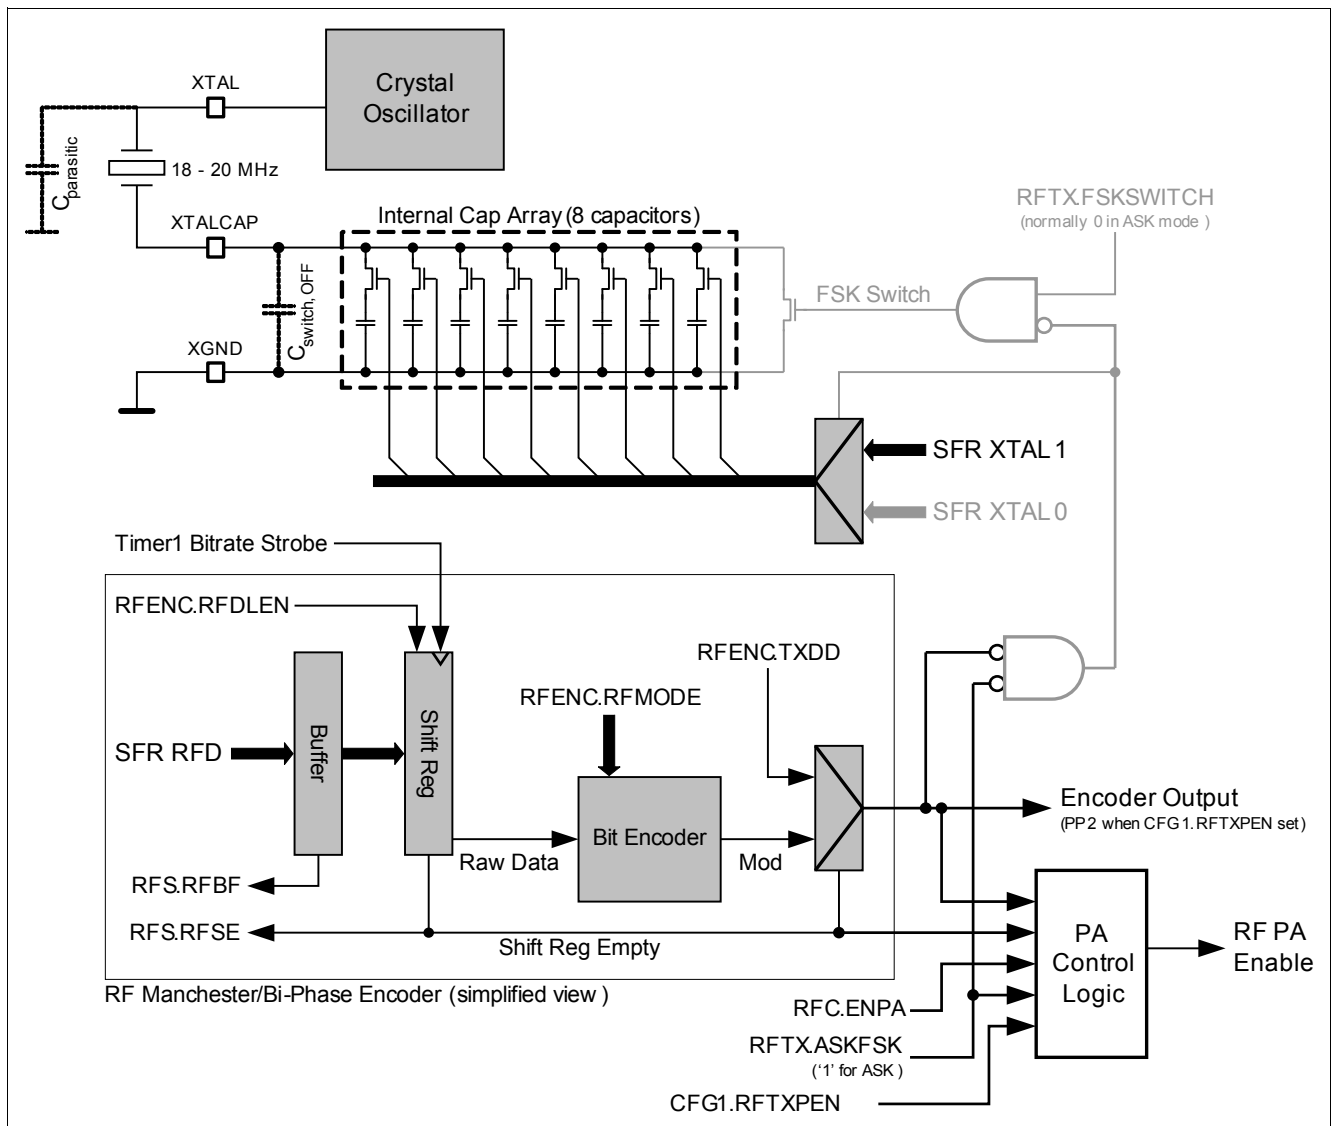 Crystal
Oscillator
XTAL
Cparasitic
18 - 20 MHz
XTALCAP
Internal Cap Array (8 capacitors)
RFTX.FSKSWITCH
(normally 0 in ASK mode )
Cswitch, OFF
FSK Switch
XGND
SFR XTAL 1
SFR XTAL 0
Timer1 Bitrate Strobe
RFENC.RFDLEN
RFENC.TXDD
RFENC.RFMODE
SFR RFD
Buffer
Shift Reg
Bit Encoder
Raw Data
Mod
Encoder Output
(PP2 when CFG1.RFTXPEN set)
RFS.RFBF
RFS.RFSE
Shift Reg Empty
PA
Control
Logic
RF PA
Enable
RF Manchester/Bi-Phase Encoder (simplified view )
RFC.ENPA
RFTX.ASKFSK
('1' for ASK )
CFG1.RFTXPEN